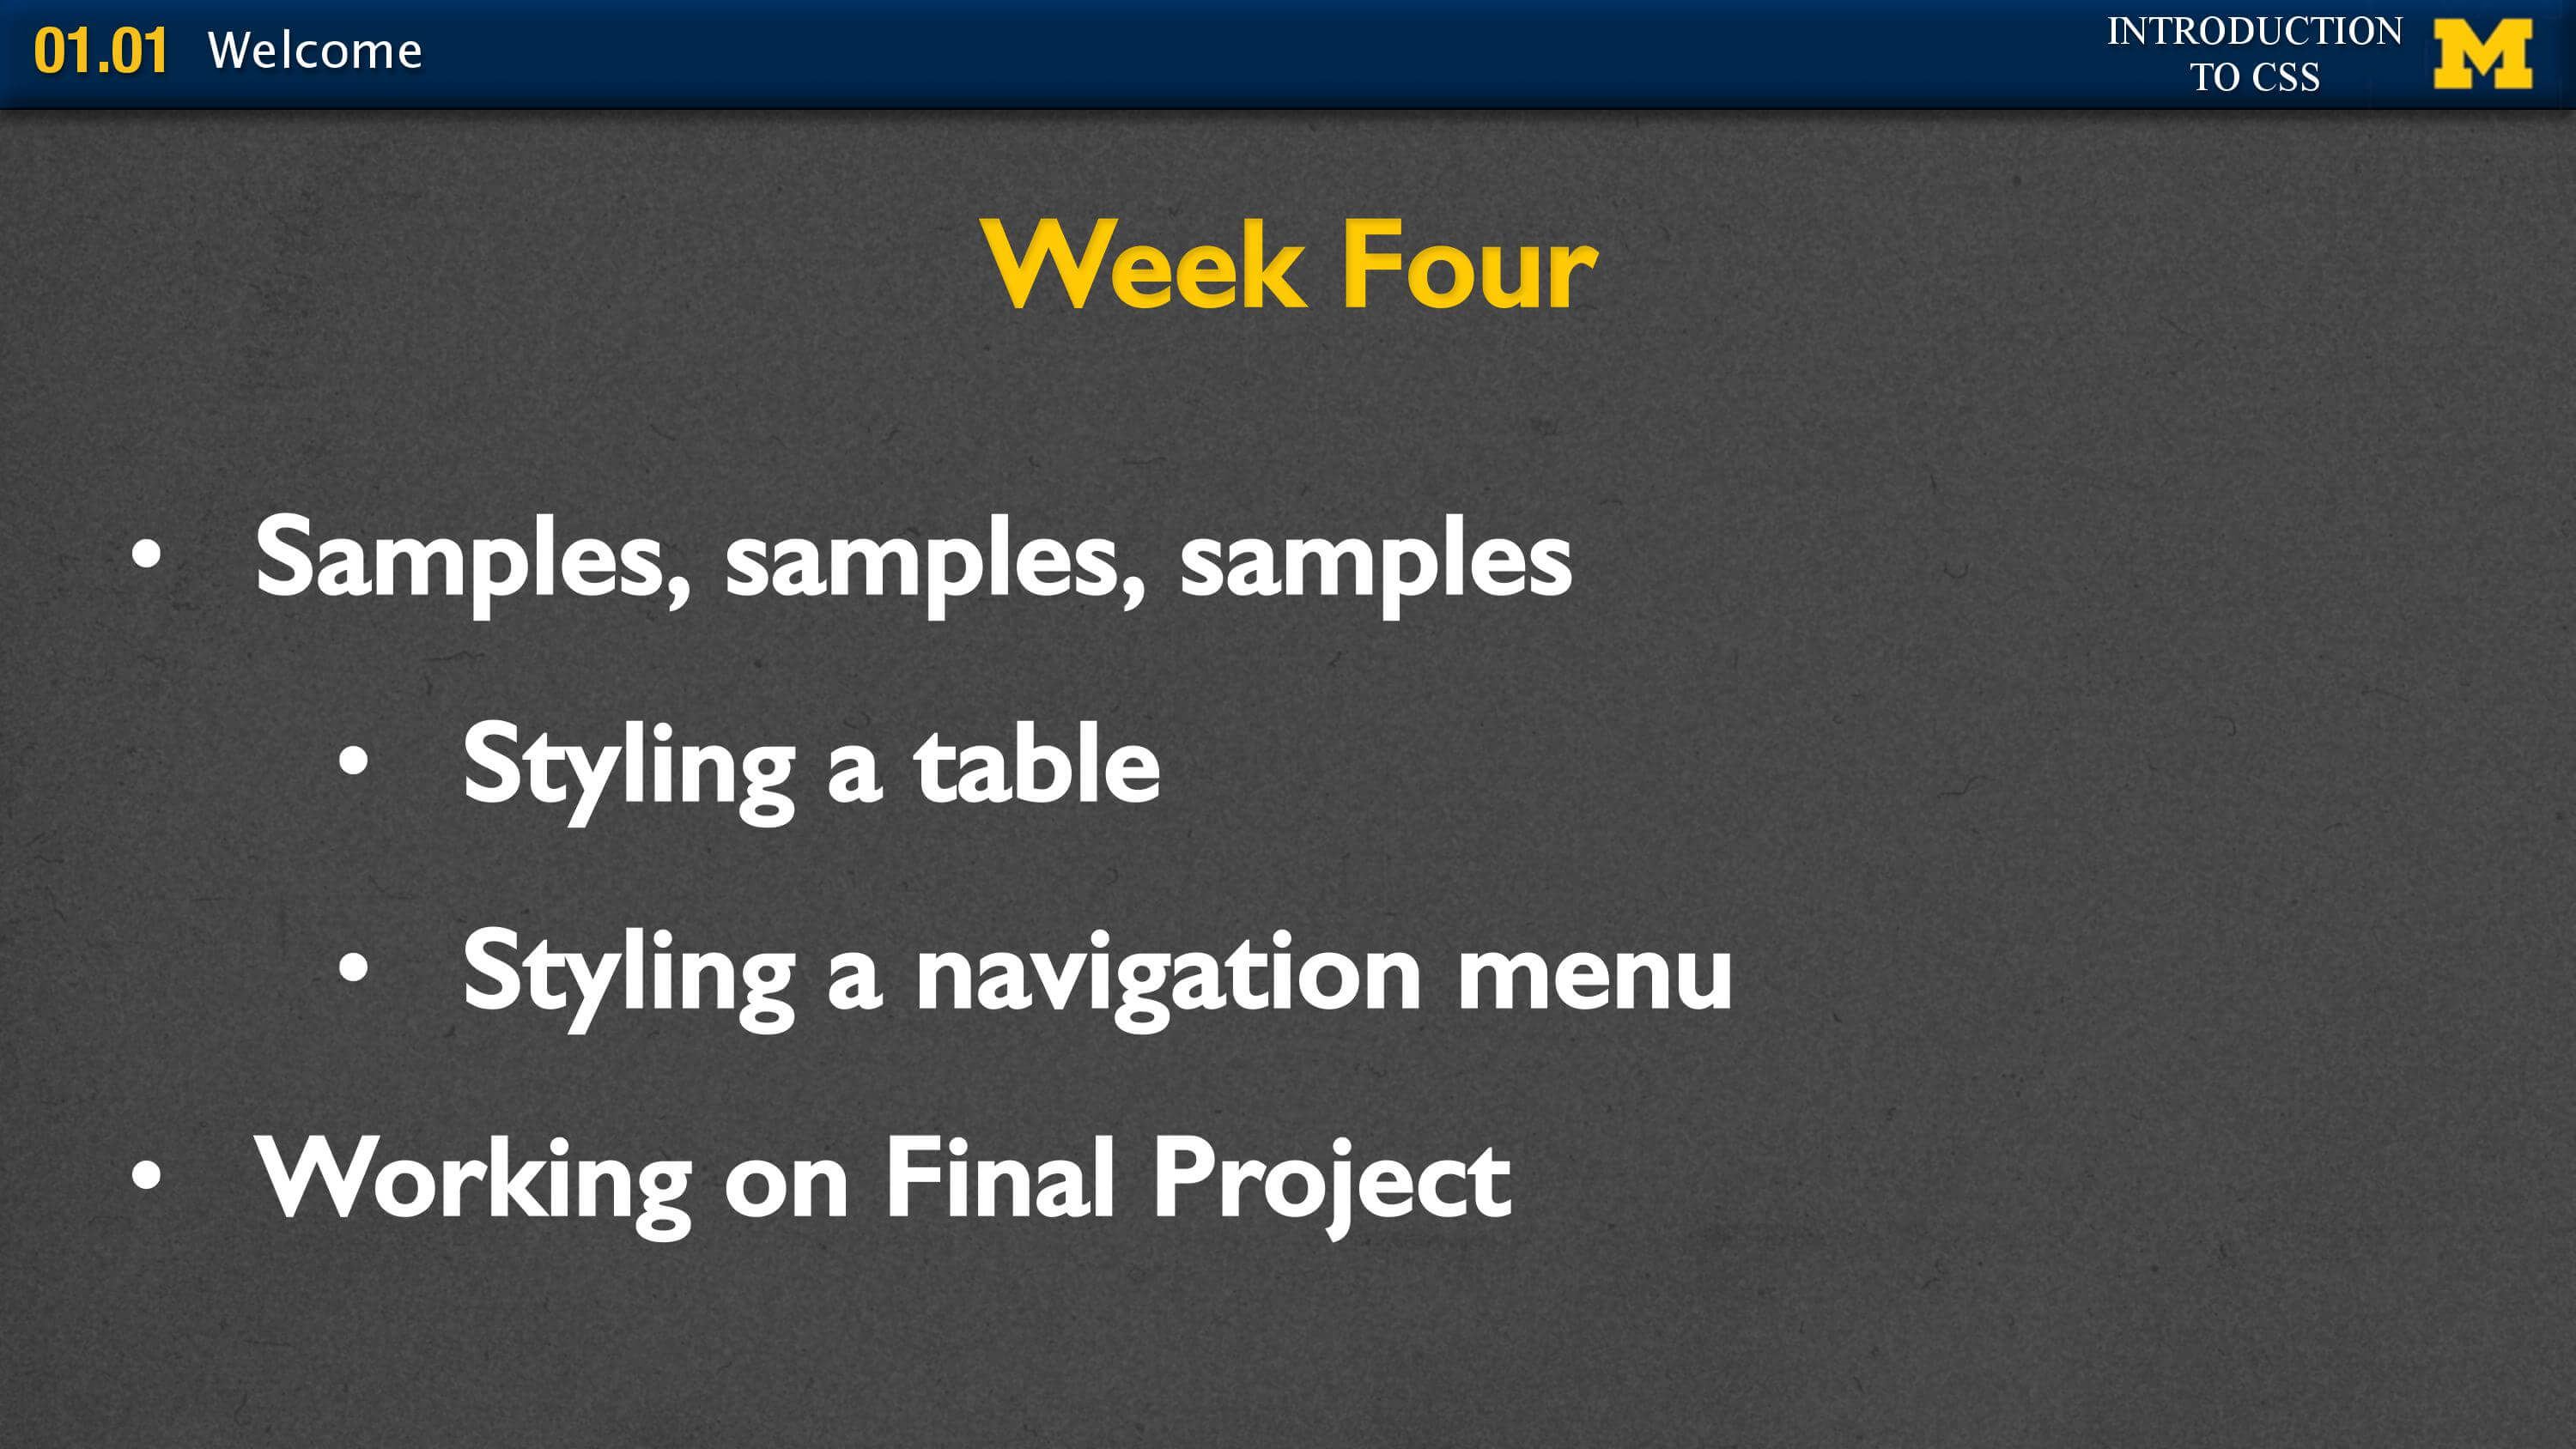 01.01 Welcome
INTRODUCTION
TO CSS
M
Week Four
• Samples, samples, samples
• Styling a table
• Styling a navigation menu
• Working on Final Project